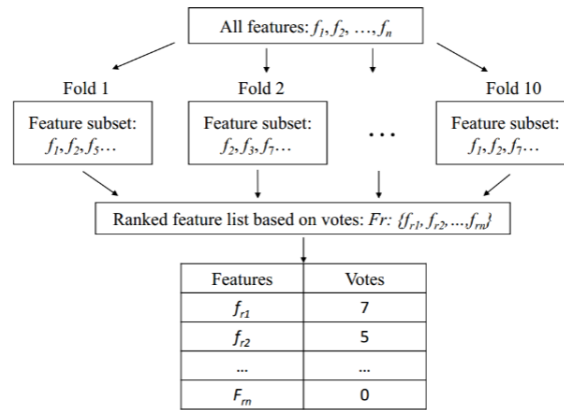 All features: f1, f2, ..., fn
Fold 1 Fold 2 Fold 10
Feature subset: Feature subset: Feature subset:
f1, f2, f5... f2, f3, f7... ... f1, f2, f7...
Ranked feature list based on votes: Fr: {fr1, fr2, ...frn}
Features Votes
fr1 7
fr2 5
... ...
Frn 0